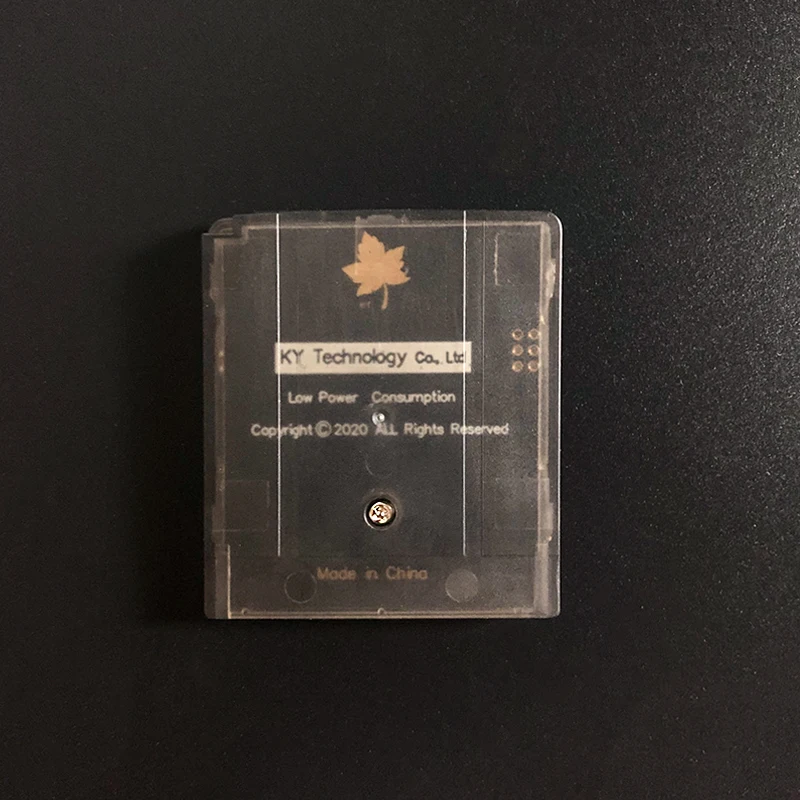 KY Technology Co., Ltd
Low Power Consumption
Copyright © 2020 ALL Rights Reserved
Made in China